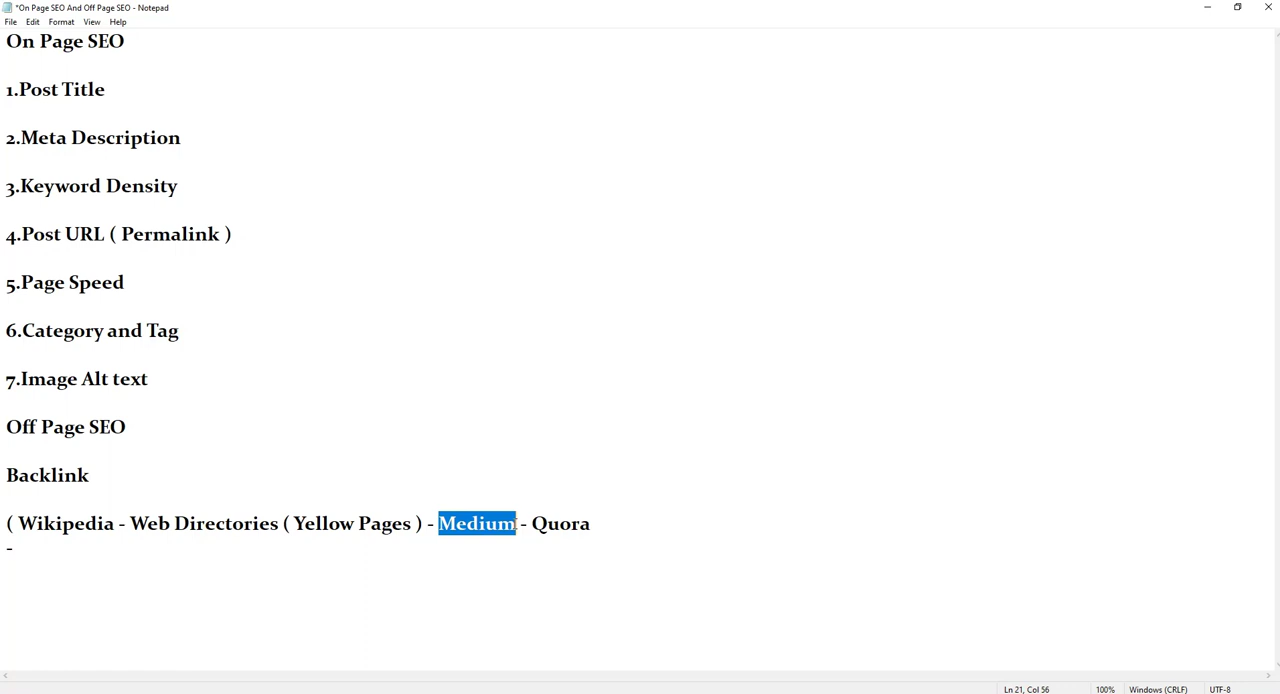 *On Page SEO And Off Page SEO - Notepad
File Edit Format View Help
On Page SEO
1.Post Title
2.Meta Description
3.Keyword Density
4.Post URL ( Permalink )
5.Page Speed
6.Category and Tag
7.Image Alt text
Off Page SEO
Backlink
( Wikipedia - Web Directories ( Yellow Pages ) - Medium - Quora
-
Ln 21, Col 56 100% Windows (CRLF) UTF-8